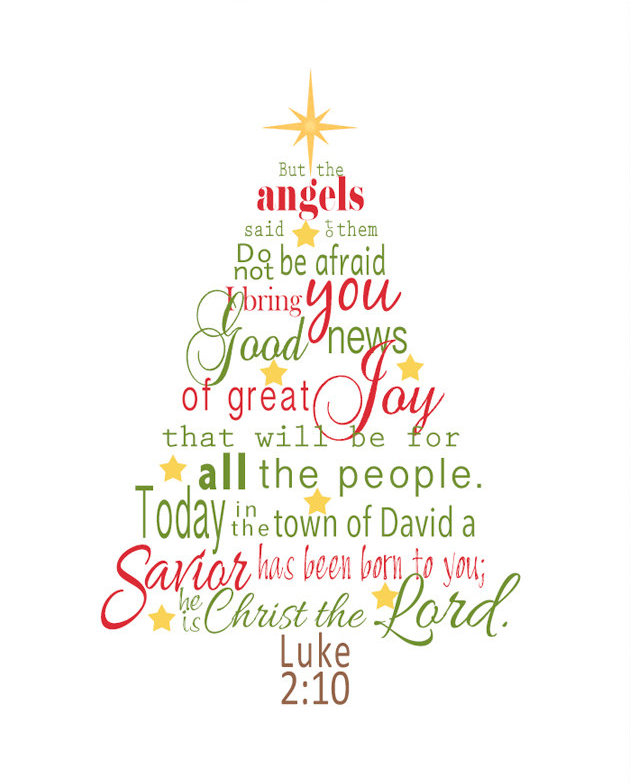 But the
angels
said to them
Do not be afraid
I bring you
Good news
of great Joy
that will be for
all the people.
Today in the town of David a
Savior has been born to you;
he is Christ the Lord.
Luke
2:10